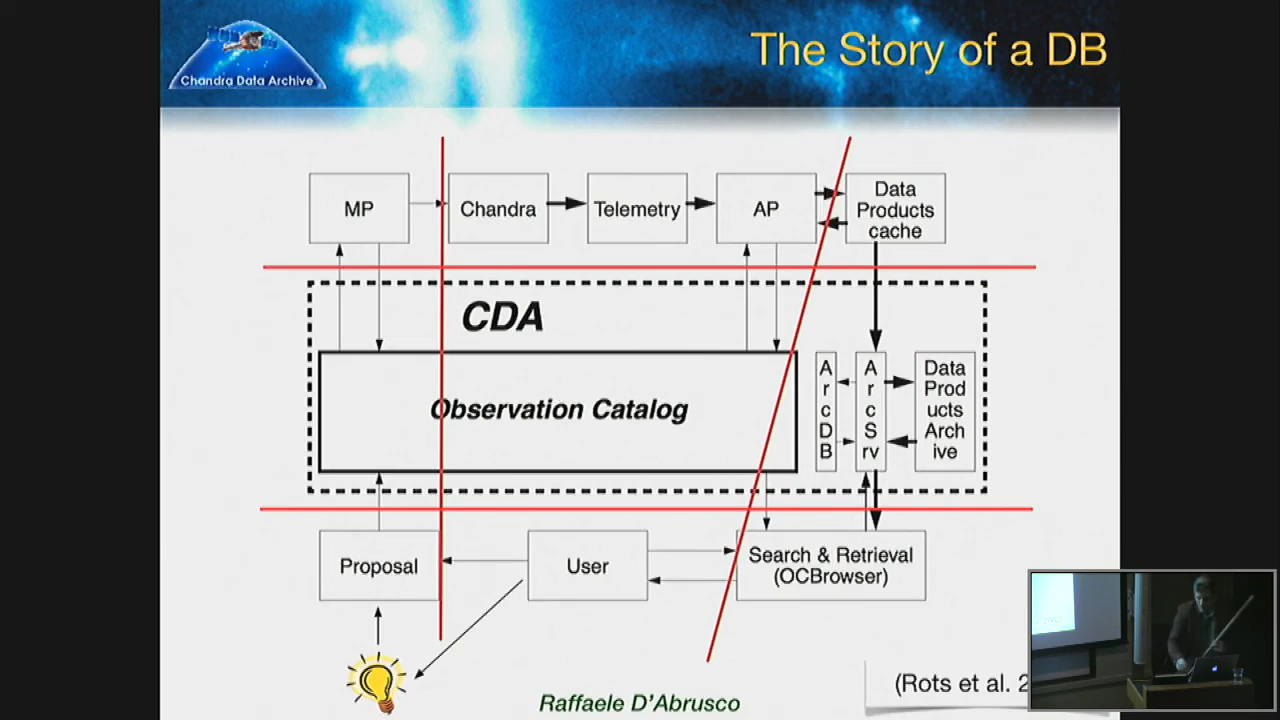 Chandra Data Archive
The Story of a DB
MP
Chandra
Telemetry
AP
Data
Products
cache
CDA
Observation Catalog
A
r
c
D
B
A
r
c
S
rv
Data
Prod
ucts
Arch
ive
Proposal
User
Search & Retrieval
(OCBrowser)
(Rots et al. 2
Raffaele D'Abrusco